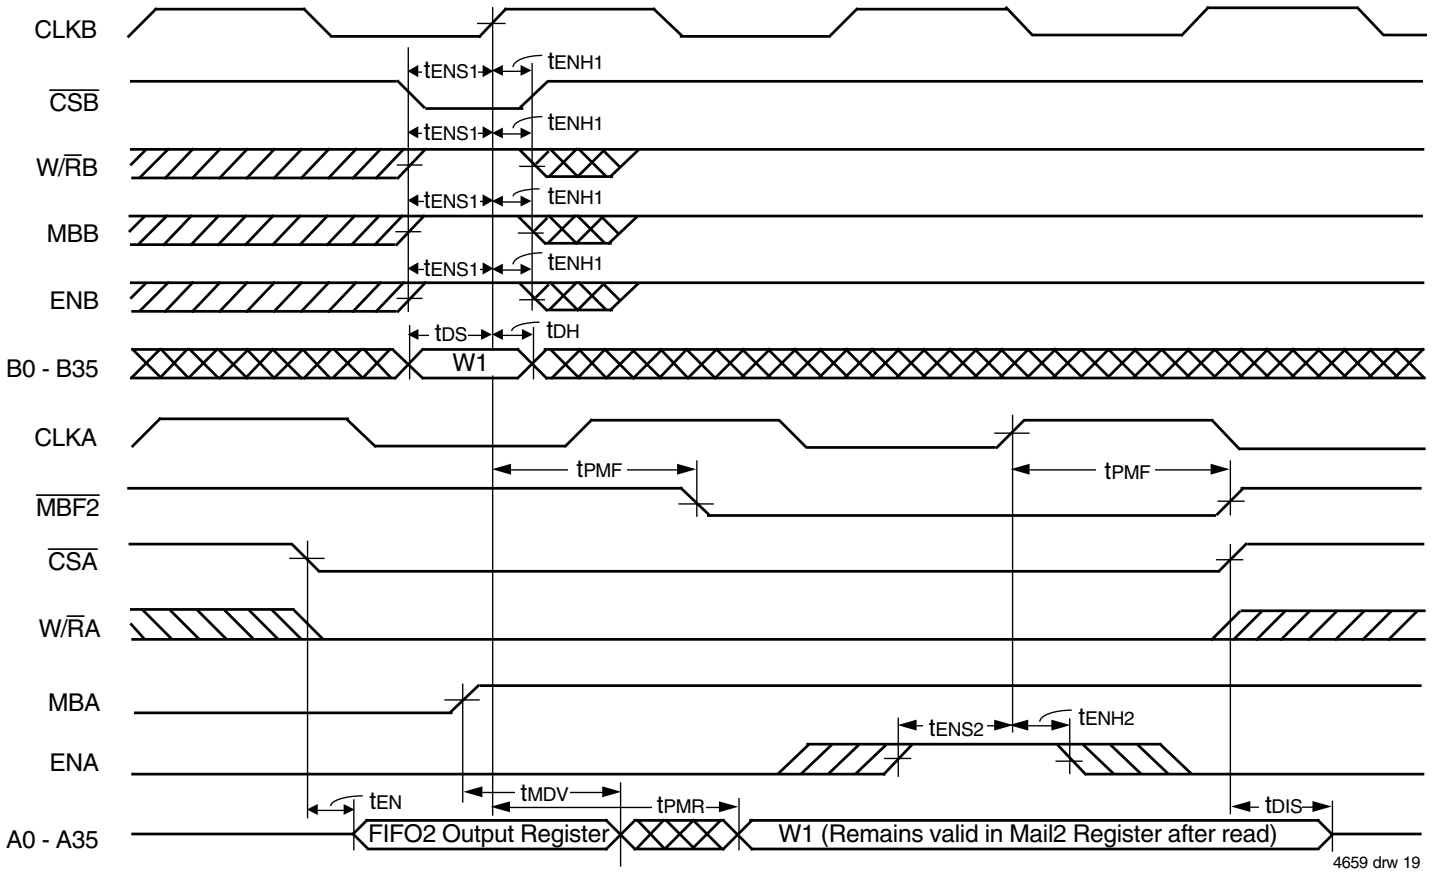 CLKB
tENS1 tENH1
CSB
tENS1 tENH1
W/RB
tENS1 tENH1
MBB
tENS1 tENH1
ENB
tDS tDH
B0 - B35 W1
CLKA
tPMF tPMF
MBF2
CSA
W/RA
MBA
tENS2 tENH2
ENA
tEN tMDV tPMR tDIS
A0 - A35 FIFO2 Output Register W1 (Remains valid in Mail2 Register after read)
4659 drw 19